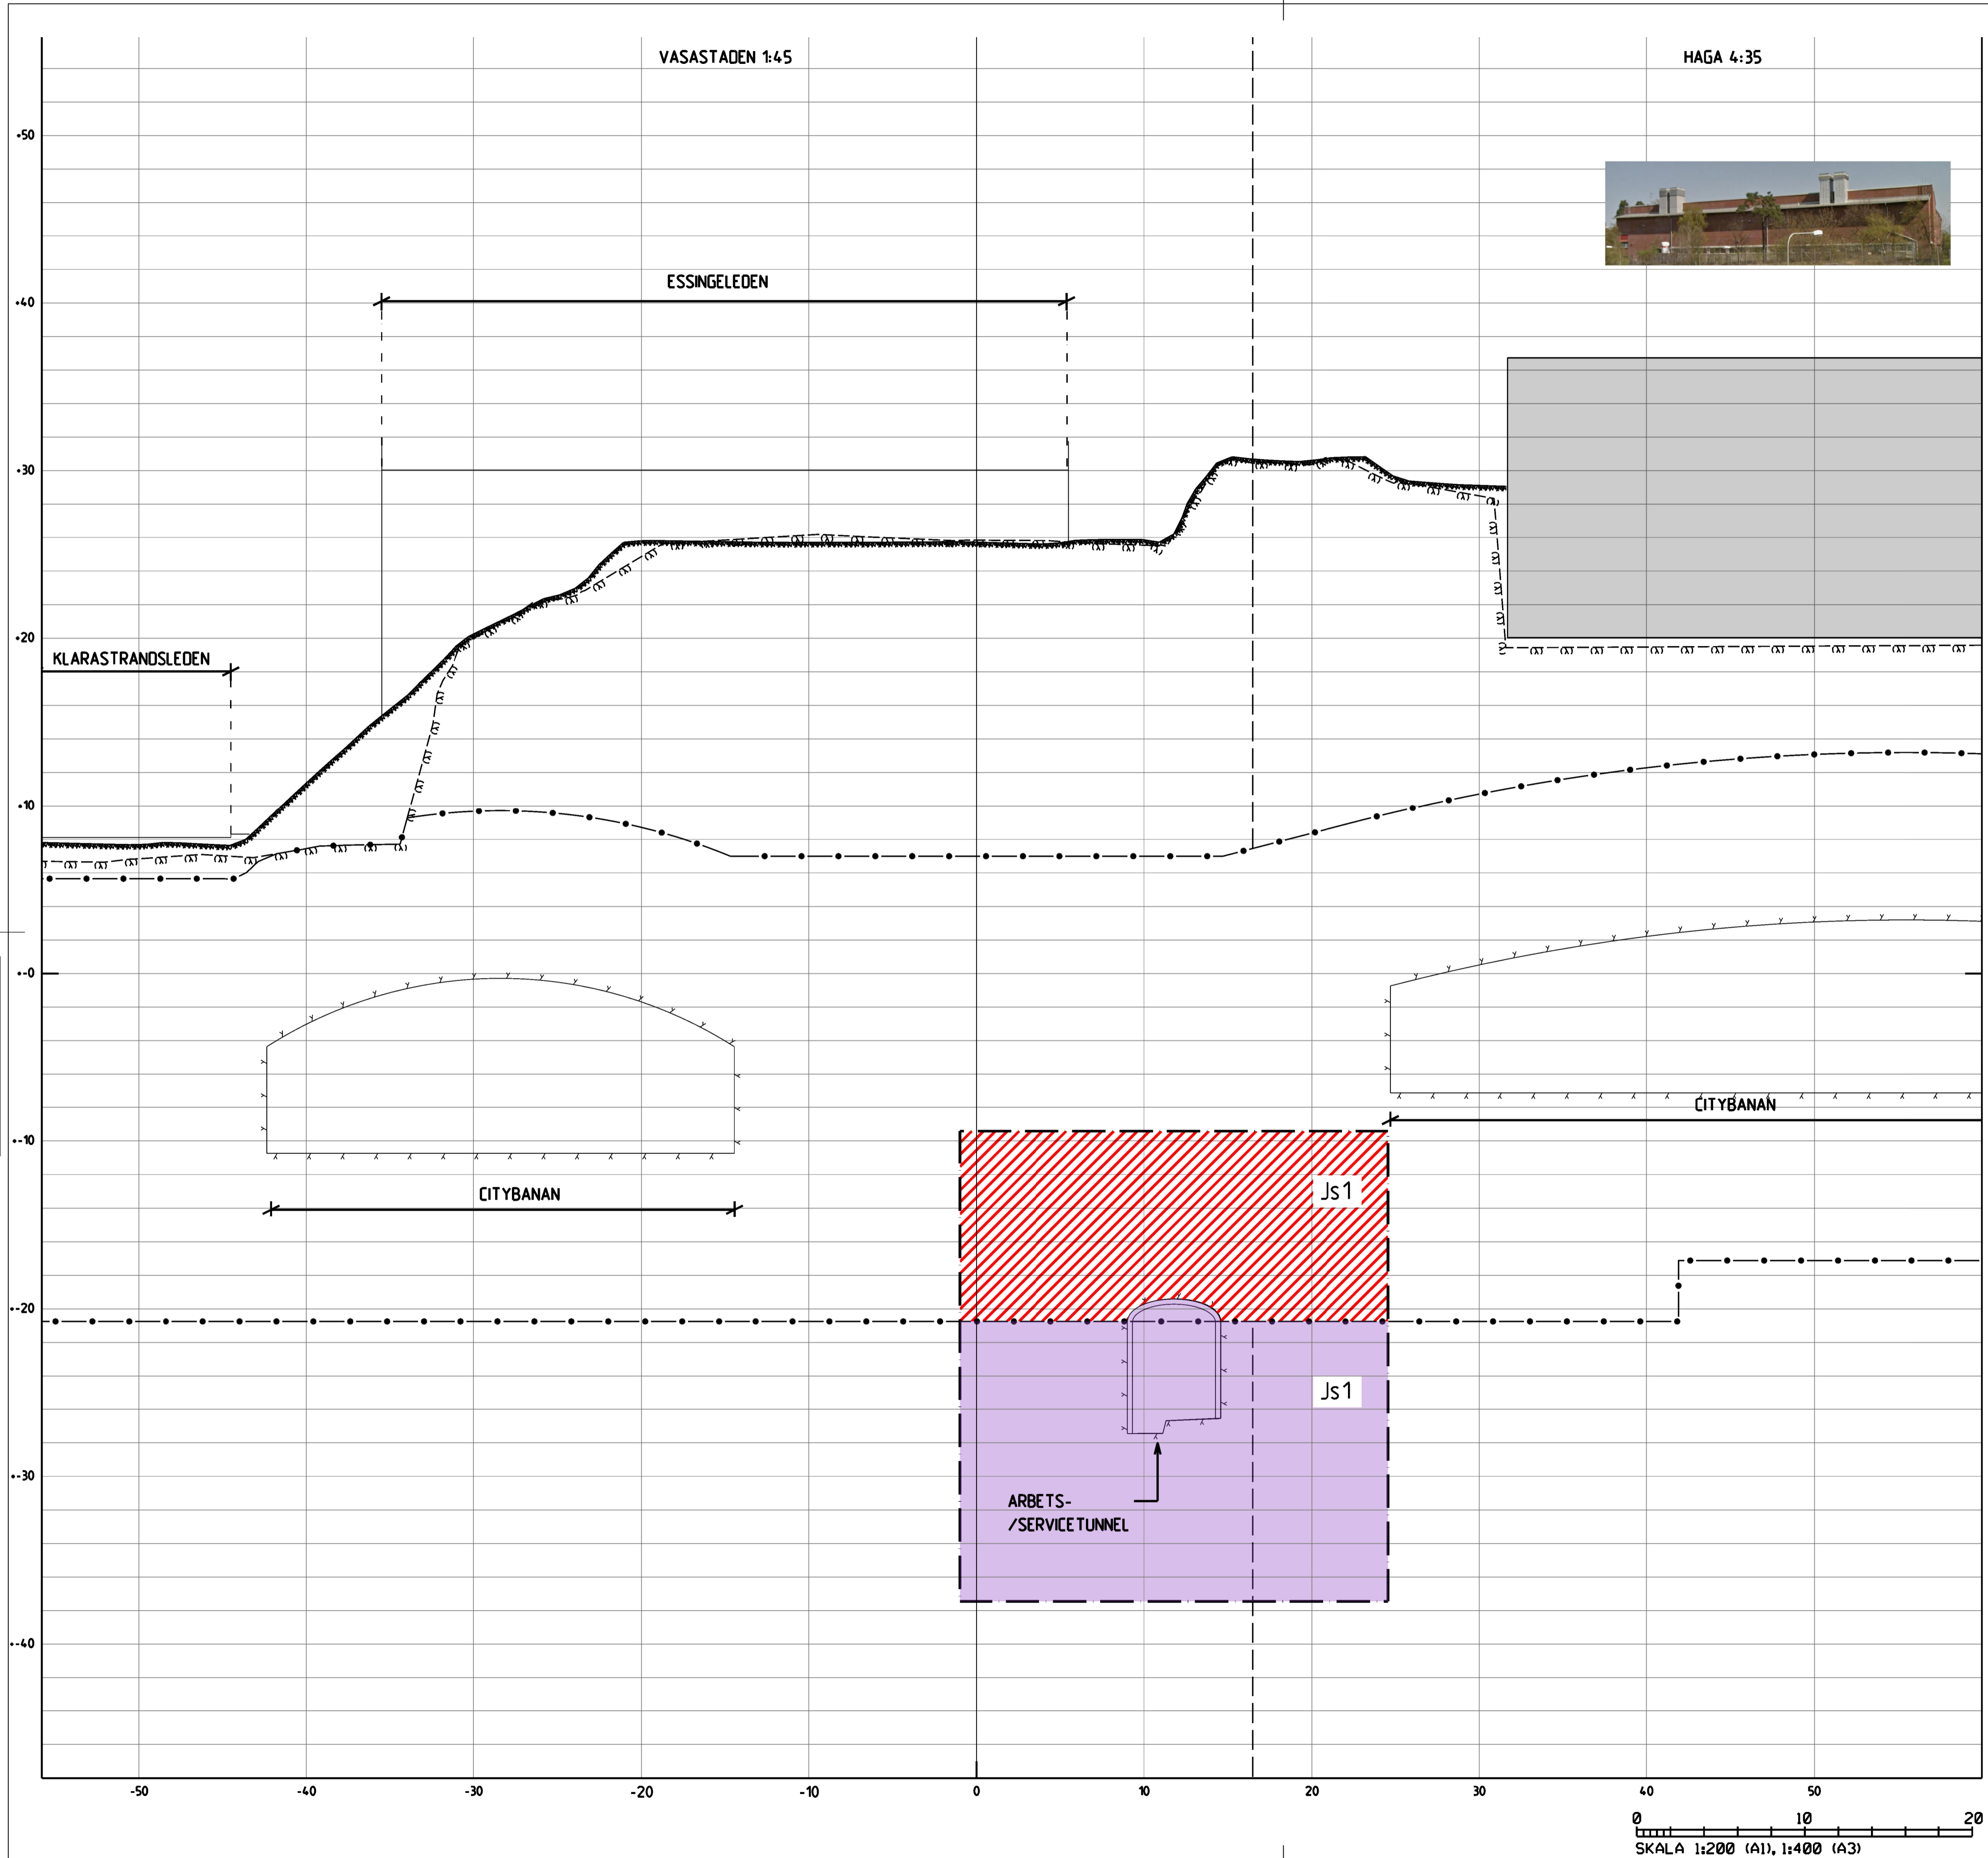 VASASTADEN 1:45
HAGA 4:35
+50
+40
ESSINGELEDEN
+30
+20
KLARASTRANDSLEDEN
+10
+-0
CITYBANAN
+-10
Js1
CITYBANAN
+-20
Js1
+-30
ARBETS-
/SERVICETUNNEL
+-40
-50 -40 -30 -20 -10 0 10 20 30 40 50
0 10 20
SKALA 1:200 (A1), 1:400 (A3)